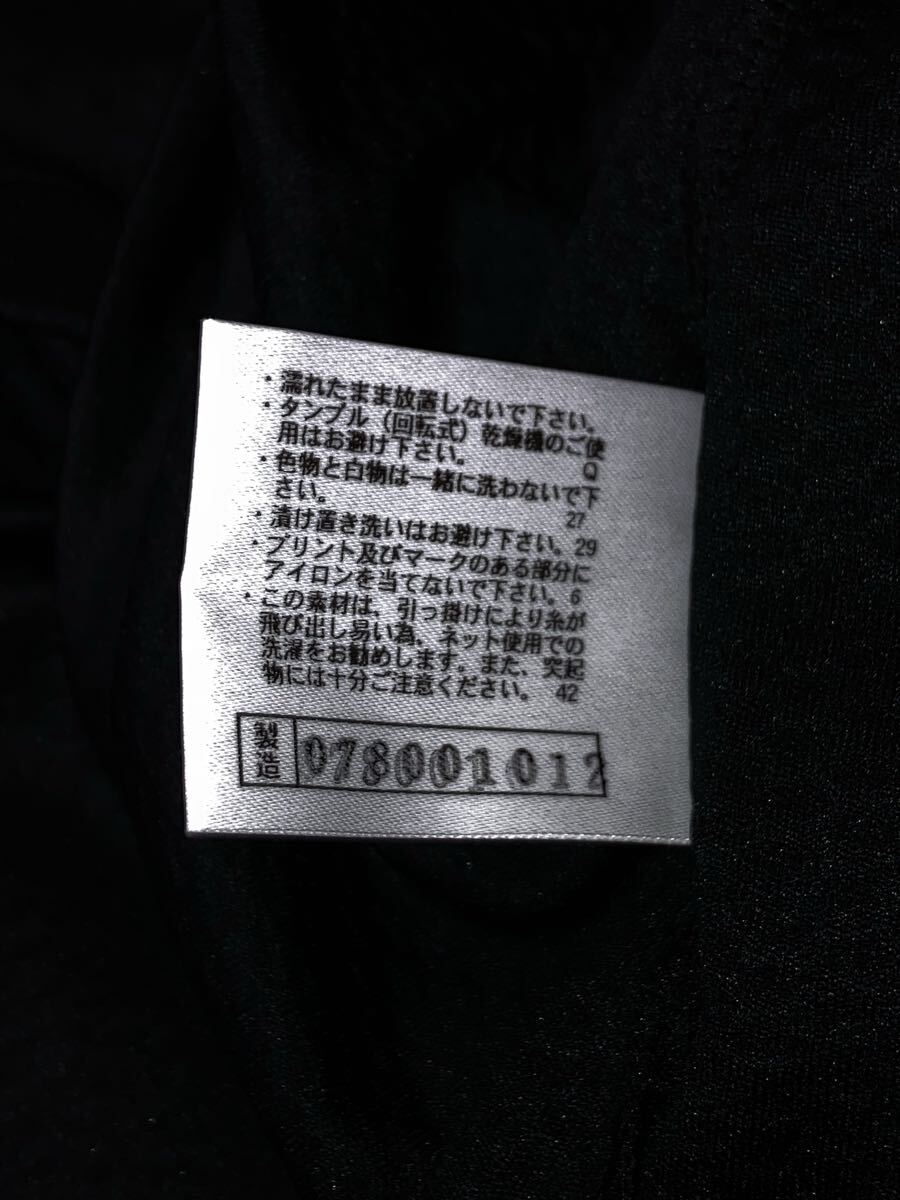 ・濡れたまま放置しないで下さい。
・タンブル（回転式）乾燥機のご使
用はお避け下さい。 Q
・色物と白物は一緒に洗わないで下
さい。 27
・漬け置き洗いはお避け下さい。29
・プリント及びマークのある部分に
アイロンを当てないで下さい。6
・この素材は、引っ掛けにより糸が
飛び出し易い為、ネット使用での
洗濯をお勧めします。また、突起
物には十分ご注意ください。 42
製造 078001012